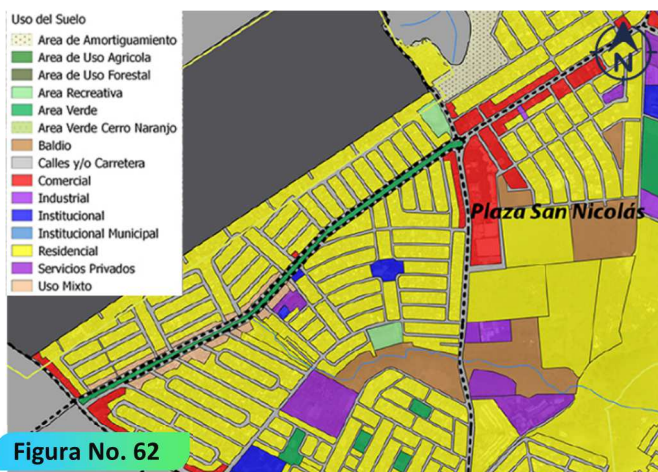 Uso del Suelo
Area de Amortiguamiento
Area de Uso Agricola
Area de Uso Forestal
Area Recreativa
Area Verde
Area Verde Cerro Naranjo
Baldio
Calles y/o Carretera
Comercial
Industrial
Institucional
Institucional Municipal
Residencial
Servicios Privados
Uso Mixto
N
Plaza San Nicolás
Figura No. 62